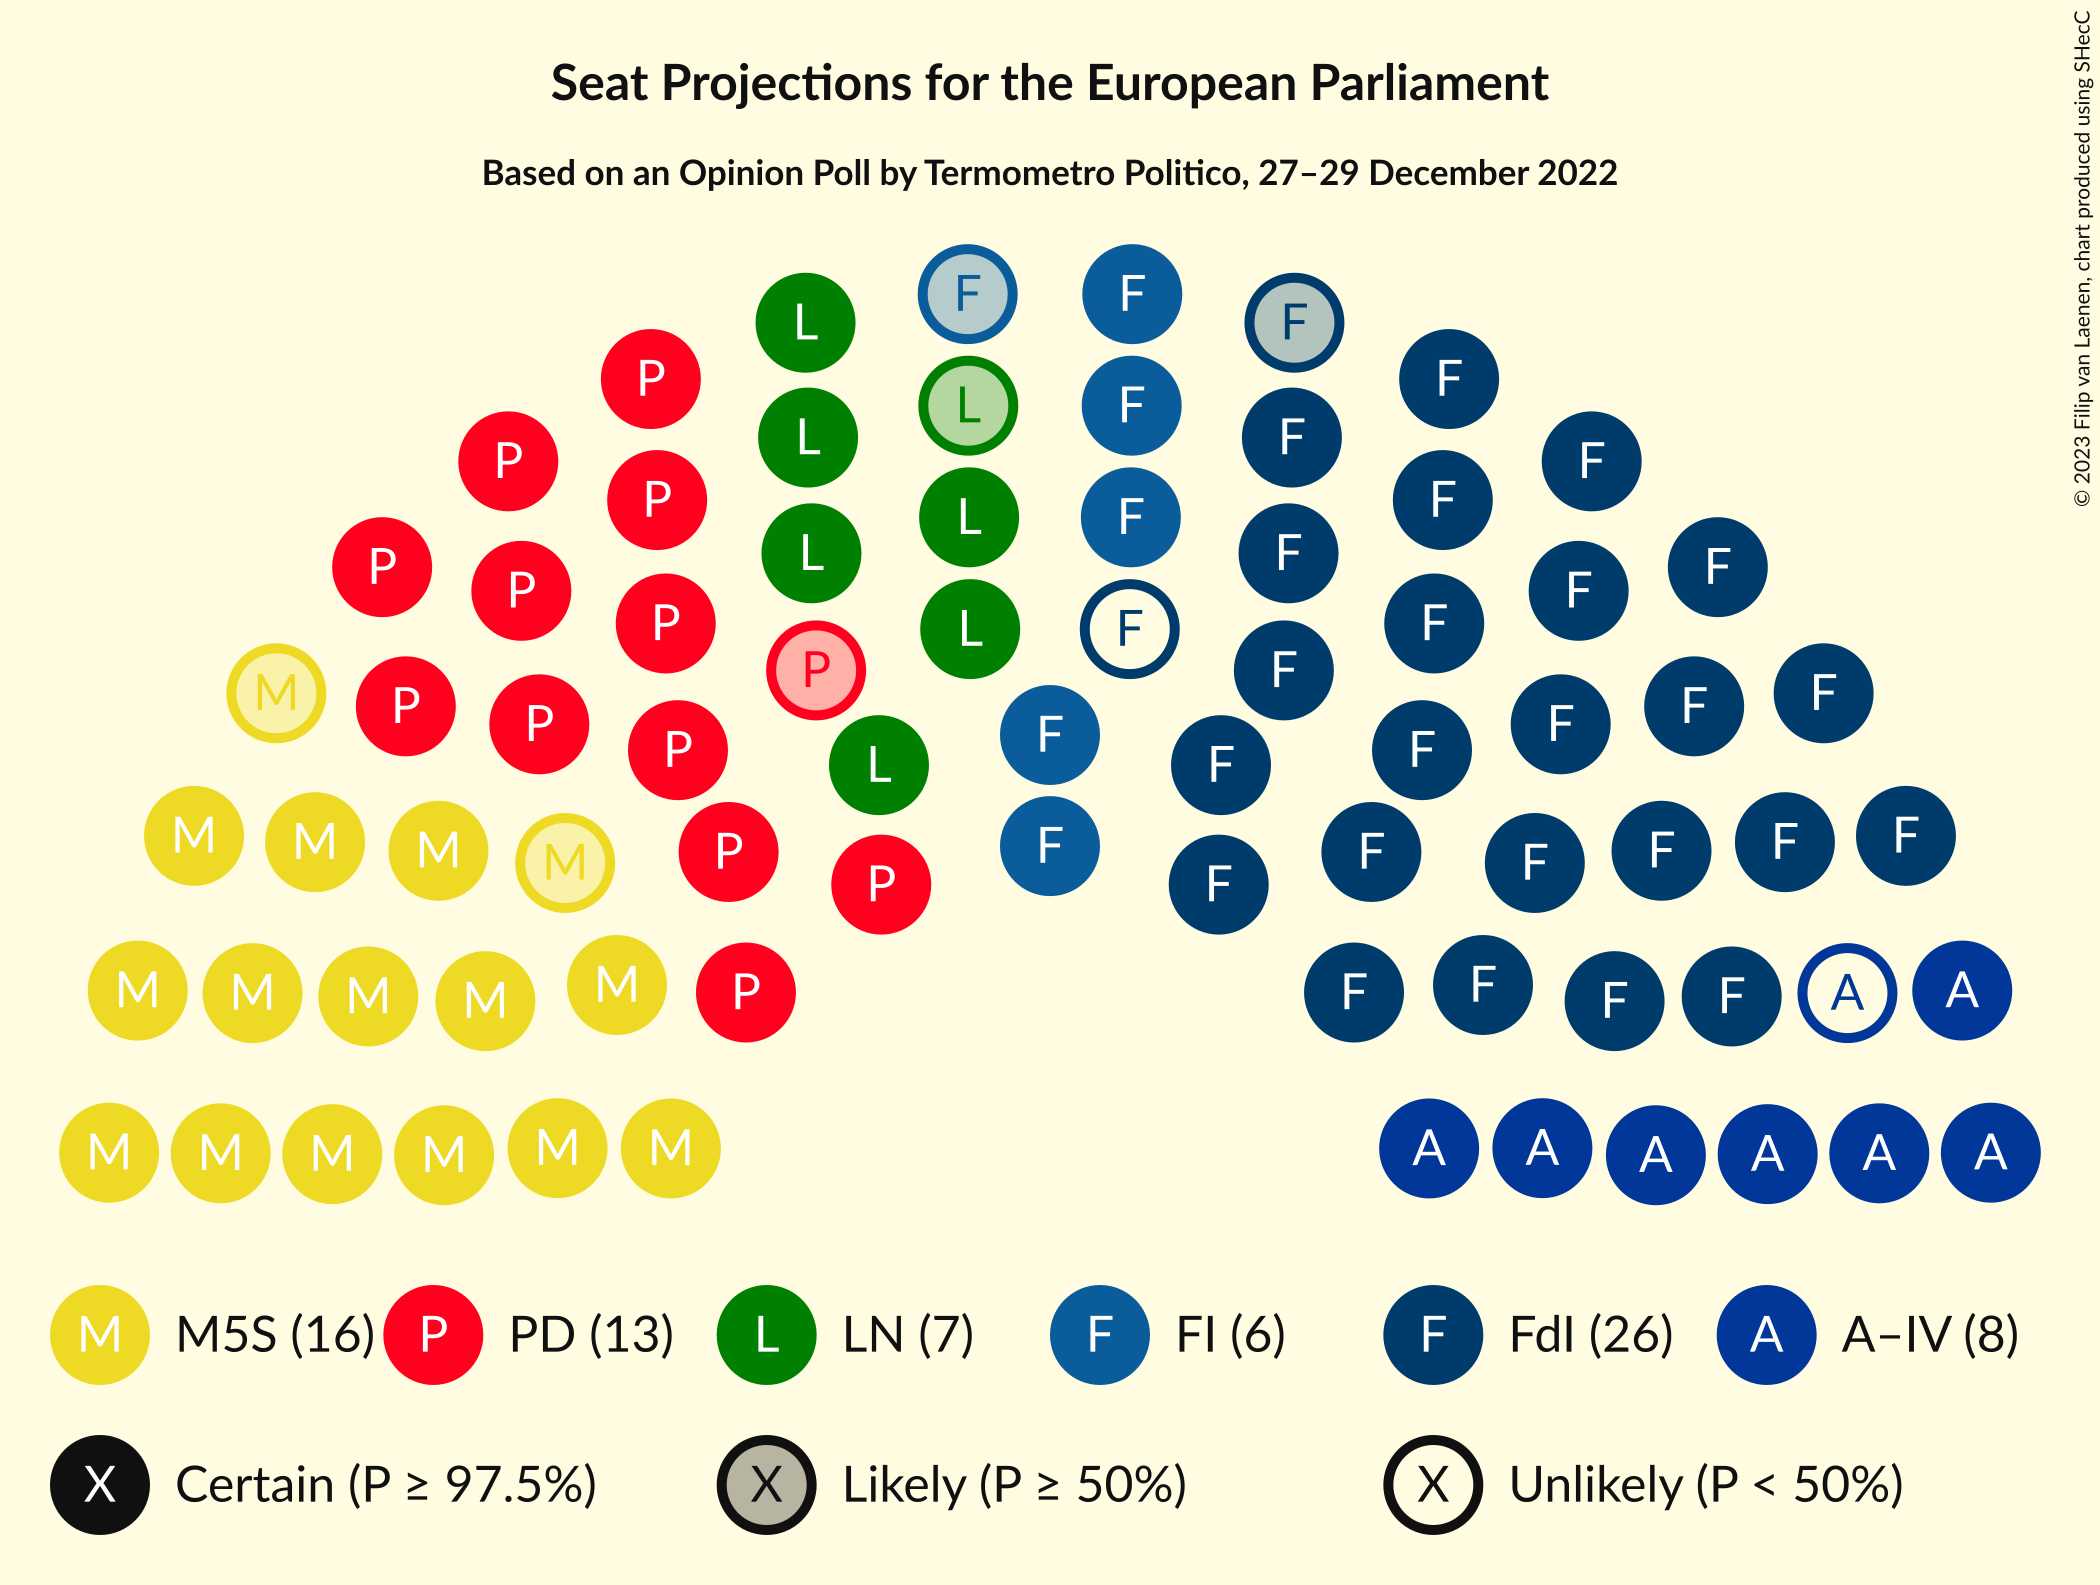 Seat Projections for the European Parliament
Based on an Opinion Poll by Termometro Politico, 27–29 December 2022
© 2023 Filip van Laenen, chart produced using SHecC
F F
L F
P F
L F
L F
P F
P F
P F
L F
L F
P F
P F
L F
P F
M F
P F
P F
F
P F
L F
M A
M F
M F
P F
M F
F
P F
M F
P F
M A
M A
M F
M F
M F
M A
M A
M A
M A
M A
M A
M M5S (16) P PD (13) L LN (7) F FI (6) F FdI (26) A A–IV (8)
X Certain (P ≥ 97.5%) X Likely (P ≥ 50%) X Unlikely (P < 50%)